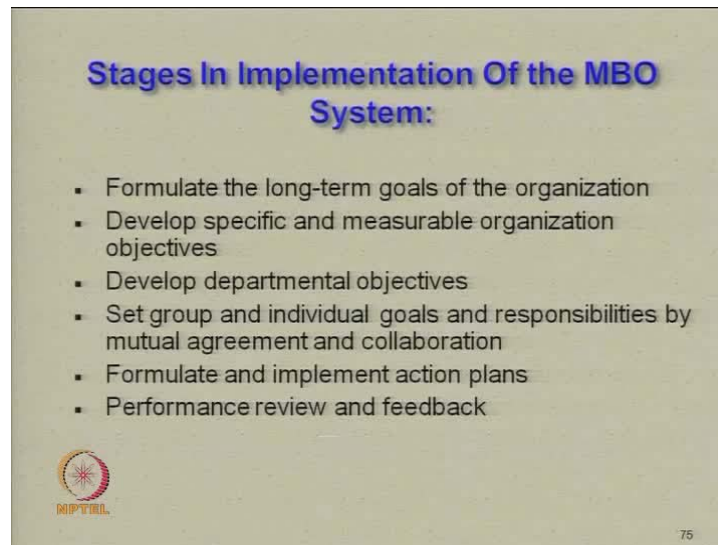 Stages In Implementation Of the MBO
System:
▪ Formulate the long-term goals of the organization
▪ Develop specific and measurable organization
objectives
▪ Develop departmental objectives
▪ Set group and individual goals and responsibilities by
mutual agreement and collaboration
▪ Formulate and implement action plans
▪ Performance review and feedback
NPTEL
75